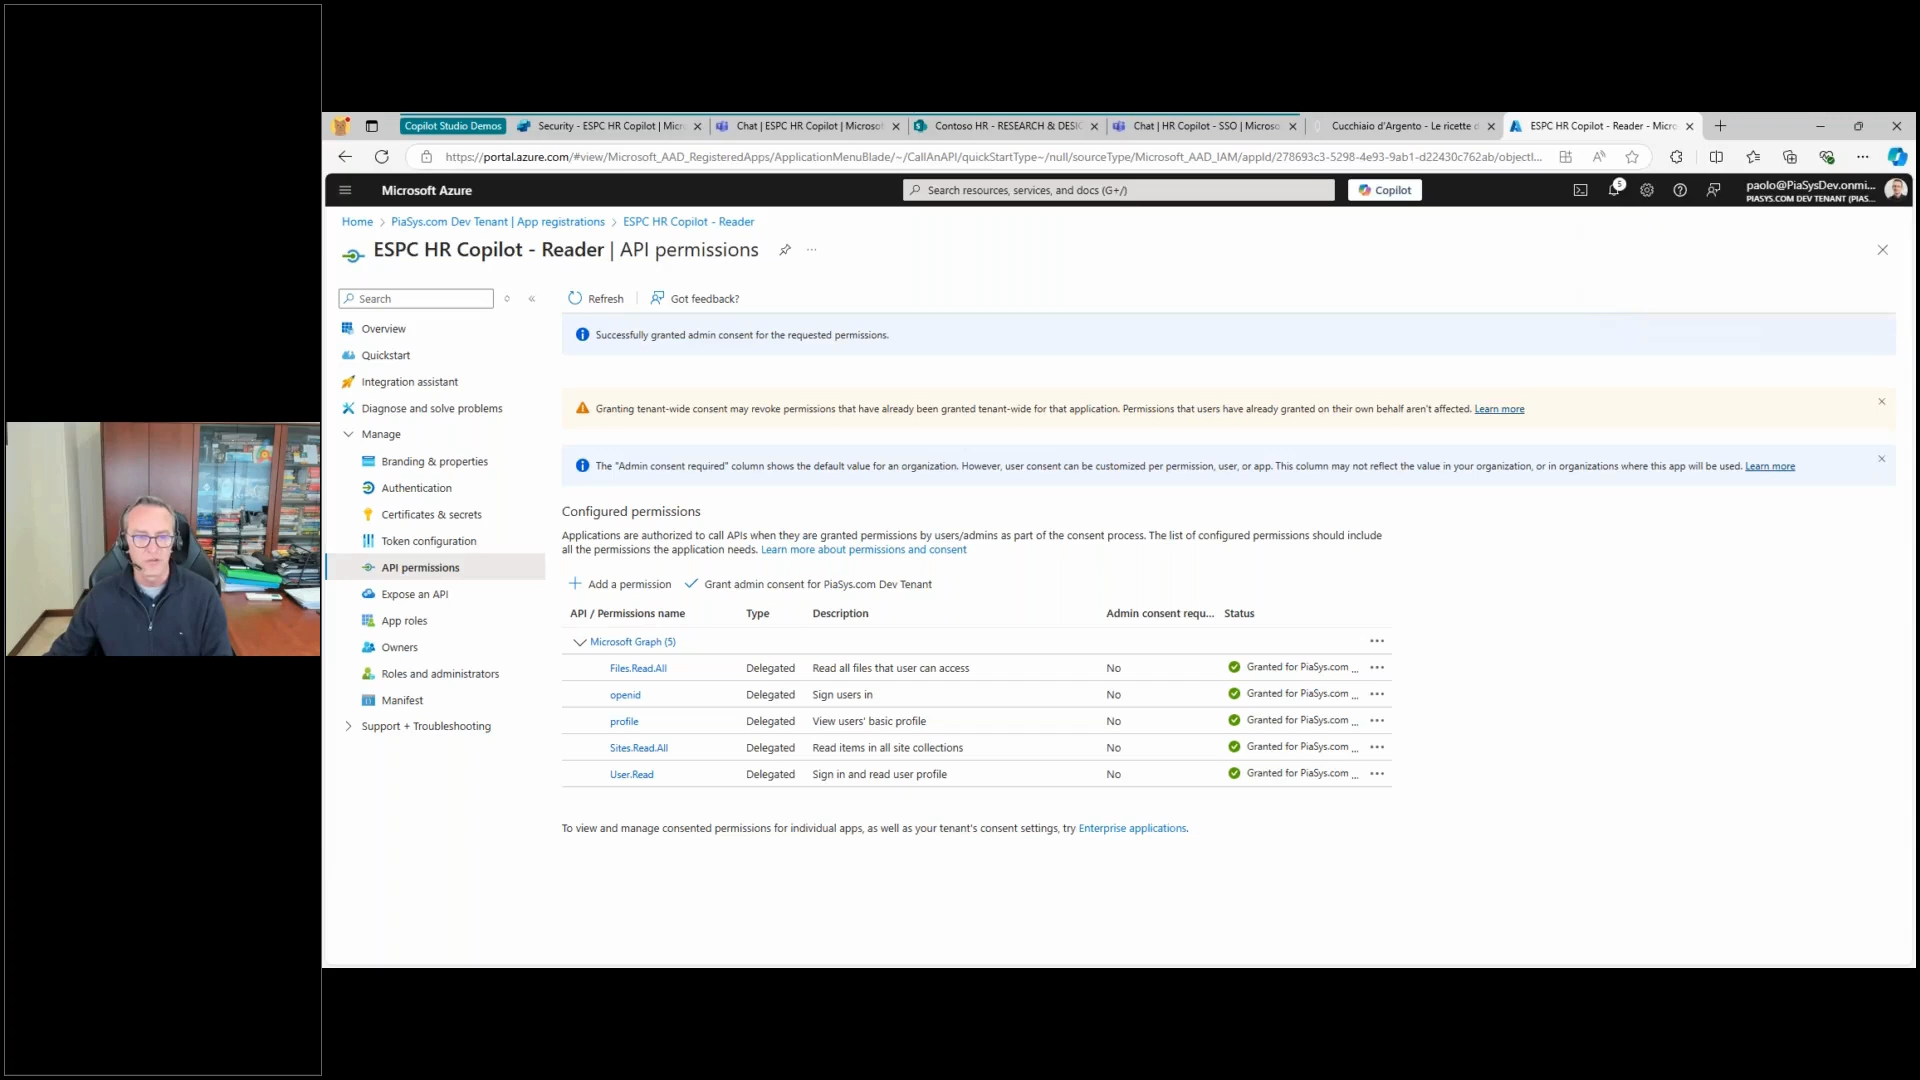 Copilot Studio Demos
Security - ESPC HR Copilot | Micr
Chat | ESPC HR Copilot | Microsof
Contoso HR - RESEARCH & DESIG
Chat | HR Copilot - SSO | Microso
Cucchiaio d'Argento - Le ricette d
ESPC HR Copilot - Reader - Micro
https://portal.azure.com/#view/Microsoft_AAD_RegisteredApps/ApplicationMenuBlade/~/CallAnAPI/quickStartType~/null/sourceType/Microsoft_AAD_IAM/appId/278693c3-5298-4e93-9ab1-d22430c762ab/objectI...
Microsoft Azure
Search resources, services, and docs (G+/)
Copilot
5
paolo@PiaSysDev.onmi...
PIASYS.COM DEV TENANT (PIAS...
Home > PiaSys.com Dev Tenant | App registrations > ESPC HR Copilot - Reader
ESPC HR Copilot - Reader | API permissions
Search
Overview
Quickstart
Integration assistant
Diagnose and solve problems
Manage
Branding & properties
Authentication
Certificates & secrets
Token configuration
API permissions
Expose an API
App roles
Owners
Roles and administrators
Manifest
Support + Troubleshooting
Refresh
Got feedback?
Successfully granted admin consent for the requested permissions.
Granting tenant-wide consent may revoke permissions that have already been granted tenant-wide for that application. Permissions that users have already granted on their own behalf aren't affected. Learn more
The "Admin consent required" column shows the default value for an organization. However, user consent can be customized per permission, user, or app. This column may not reflect the value in your organization, or in organizations where this app will be used. Learn more
Configured permissions
Applications are authorized to call APIs when they are granted permissions by users/admins as part of the consent process. The list of configured permissions should include
all the permissions the application needs. Learn more about permissions and consent
Add a permission
Grant admin consent for PiaSys.com Dev Tenant
API / Permissions name Type Description Admin consent requ... Status
Microsoft Graph (5)
Files.Read.All Delegated Read all files that user can access No Granted for PiaSys.com ...
openid Delegated Sign users in No Granted for PiaSys.com ...
profile Delegated View users' basic profile No Granted for PiaSys.com ...
Sites.Read.All Delegated Read items in all site collections No Granted for PiaSys.com ...
User.Read Delegated Sign in and read user profile No Granted for PiaSys.com ...
To view and manage consented permissions for individual apps, as well as your tenant's consent settings, try Enterprise applications.